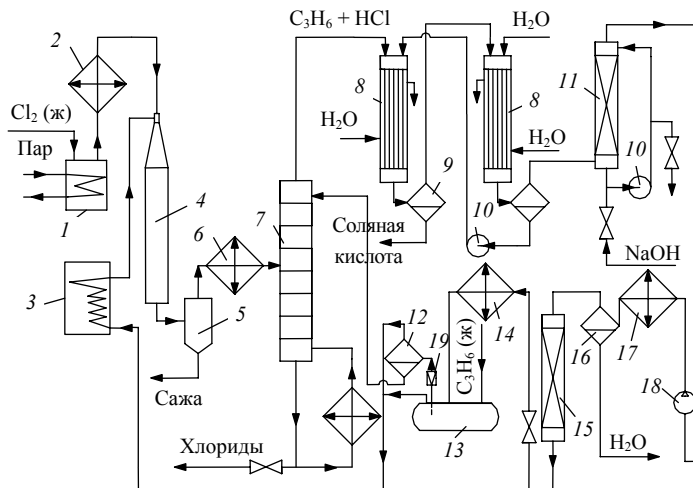 C₃H₆ + HCl
H₂O
2
11
8
8
Cl₂ (ж)
H₂O
Пар
H₂O
9
10
1
4
7
6
Соляная
кислота
10
NaOH
3
5
12
19
C₃H₆ (ж)
14
16
17
18
15
Сажа
13
H₂O
Хлориды